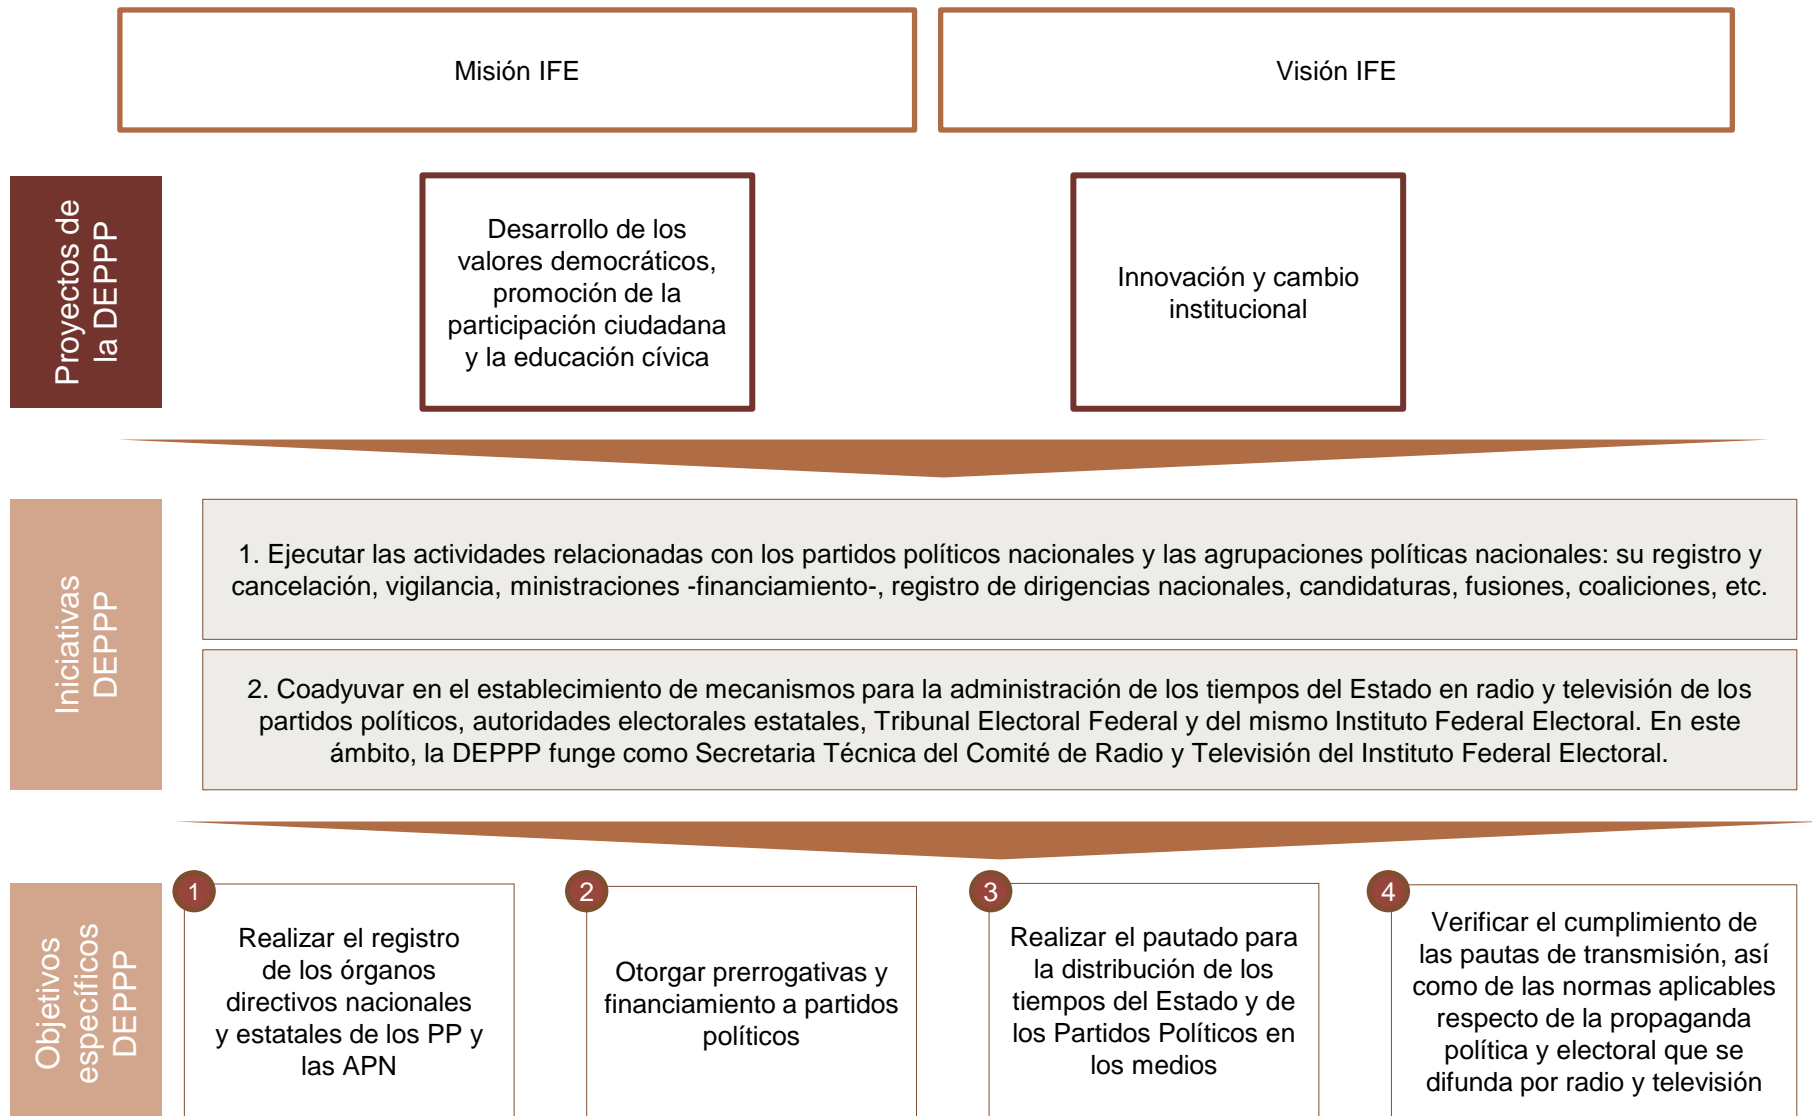 Misión IFE
Visión IFE
Proyectos de
la DEPPP
Desarrollo de los
valores democráticos,
promoción de la
participación ciudadana
y la educación cívica
Innovación y cambio
institucional
Iniciativas
DEPPP
1. Ejecutar las actividades relacionadas con los partidos políticos nacionales y las agrupaciones políticas nacionales: su registro y
cancelación, vigilancia, ministraciones -financiamiento-, registro de dirigencias nacionales, candidaturas, fusiones, coaliciones, etc.
2. Coadyuvar en el establecimiento de mecanismos para la administración de los tiempos del Estado en radio y televisión de los
partidos políticos, autoridades electorales estatales, Tribunal Electoral Federal y del mismo Instituto Federal Electoral. En este
ámbito, la DEPPP funge como Secretaria Técnica del Comité de Radio y Televisión del Instituto Federal Electoral.
Objetivos
específicos
DEPPP
1
Realizar el registro
de los órganos
directivos nacionales
y estatales de los PP y
las APN
2
Otorgar prerrogativas y
financiamiento a partidos
políticos
3
Realizar el pautado para
la distribución de los
tiempos del Estado y de
los Partidos Políticos en
los medios
4
Verificar el cumplimiento de
las pautas de transmisión, así
como de las normas aplicables
respecto de la propaganda
política y electoral que se
difunda por radio y televisión